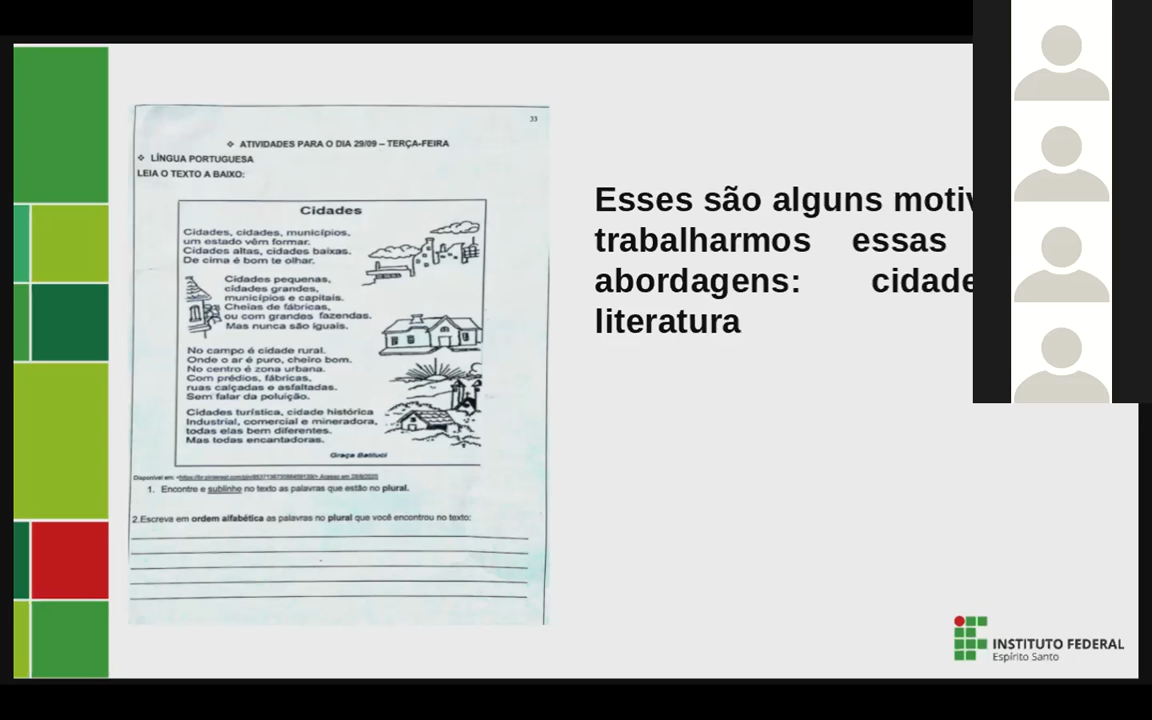 33
❖ ATIVIDADES PARA O DIA 29/09 – TERÇA-FEIRA
❖ LÍNGUA PORTUGUESA
LEIA O TEXTO A BAIXO:
Cidades
Cidades, cidades, municípios,
um estado vêm formar.
Cidades altas, cidades baixas.
De cima é bom te olhar.
Cidades pequenas,
cidades grandes,
municípios e capitais.
Cheias de fábricas,
ou com grandes fazendas.
Mas nunca são iguais.
No campo é cidade rural.
Onde o ar é puro, cheiro bom.
No centro é zona urbana.
Com prédios, fábricas,
ruas calçadas e asfaltadas.
Sem falar da poluição.
Cidades turística, cidade histórica
Industrial, comercial e mineradora,
todas elas bem diferentes.
Mas todas encantadoras.
Graça Batituci
Disponível em:
1. Encontre e sublinhe no texto as palavras que estão no plural.
2.Escreva em ordem alfabética as palavras no plural que você encontrou no texto:
Esses são alguns motiv
trabalharmos essas
abordagens: cidade
literatura
INSTITUTO FEDERAL
Espírito Santo